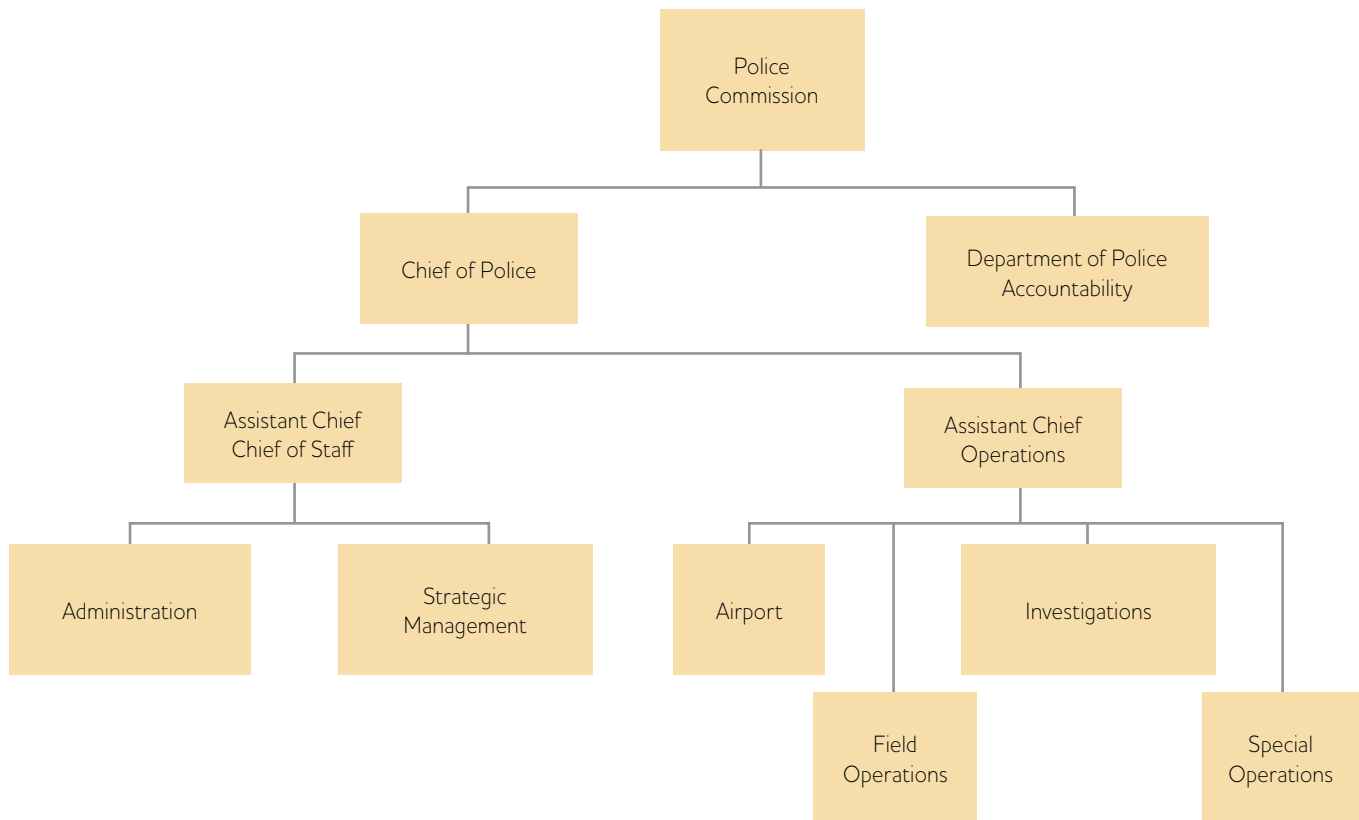 Police
Commission
Chief of Police
Department of Police
Accountability
Assistant Chief
Chief of Staff
Assistant Chief
Operations
Administration
Strategic
Management
Airport
Investigations
Field
Operations
Special
Operations